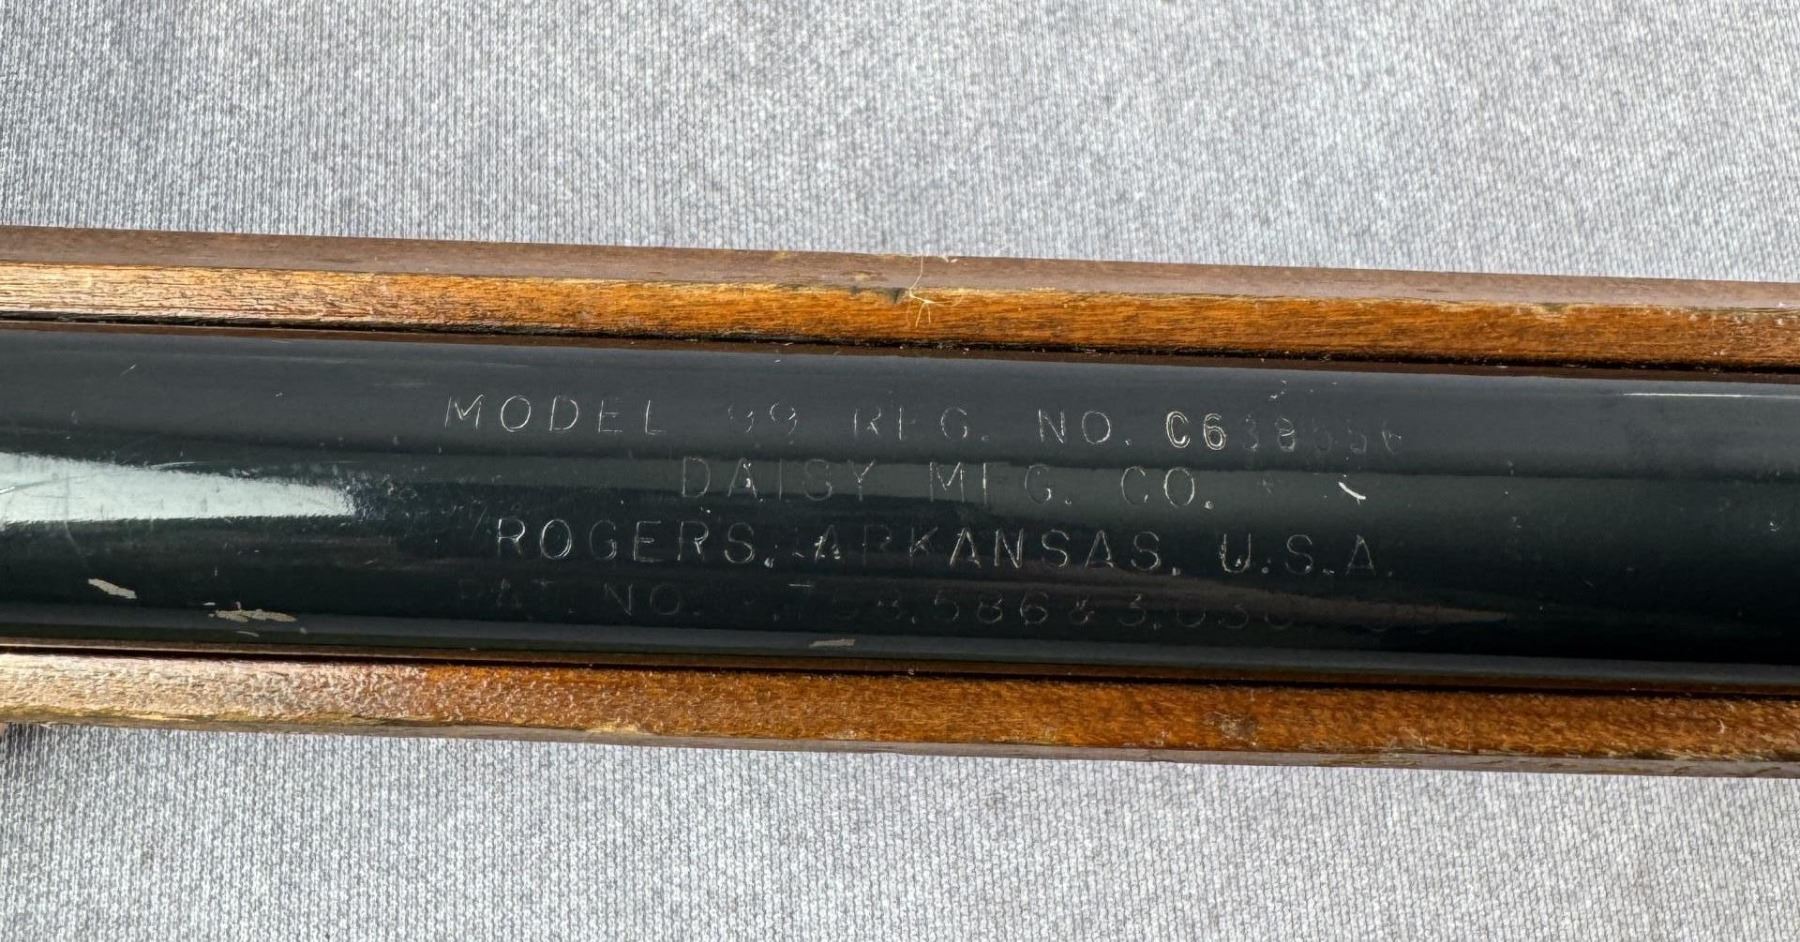 MODEL 99 REG. NO.
DAISY MFG. CO.
ROGERS, ARKANSAS, U.S.A.
PAT. NO.